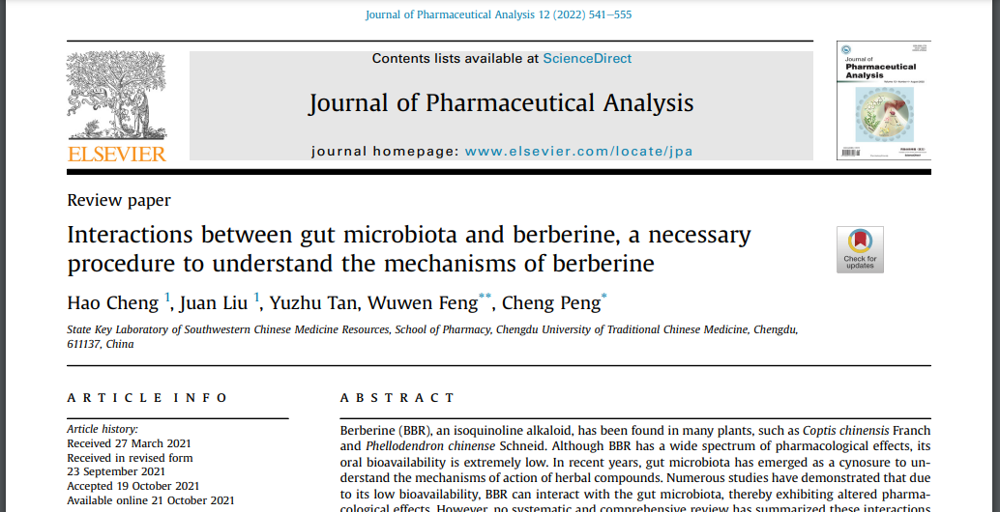 Journal of Pharmaceutical Analysis 12 (2022) 541–555
Contents lists available at ScienceDirect
Journal of Pharmaceutical Analysis
journal homepage: www.elsevier.com/locate/jpa
ELSEVIER
Journal of
Pharmaceutical
Analysis
Review paper
Interactions between gut microbiota and berberine, a necessary
procedure to understand the mechanisms of berberine
Check for
updates
Hao Cheng 1, Juan Liu 1, Yuzhu Tan, Wuwen Feng**, Cheng Peng*
State Key Laboratory of Southwestern Chinese Medicine Resources, School of Pharmacy, Chengdu University of Traditional Chinese Medicine, Chengdu,
611137, China
ARTICLE INFO
Article history:
Received 27 March 2021
Received in revised form
23 September 2021
Accepted 19 October 2021
Available online 21 October 2021
ABSTRACT
Berberine (BBR), an isoquinoline alkaloid, has been found in many plants, such as Coptis chinensis Franch
and Phellodendron chinense Schneid. Although BBR has a wide spectrum of pharmacological effects, its
oral bioavailability is extremely low. In recent years, gut microbiota has emerged as a cynosure to un-
derstand the mechanisms of action of herbal compounds. Numerous studies have demonstrated that due
to its low bioavailability, BBR can interact with the gut microbiota, thereby exhibiting altered pharma-
cological effects. However, no systematic and comprehensive review has summarized these interactions